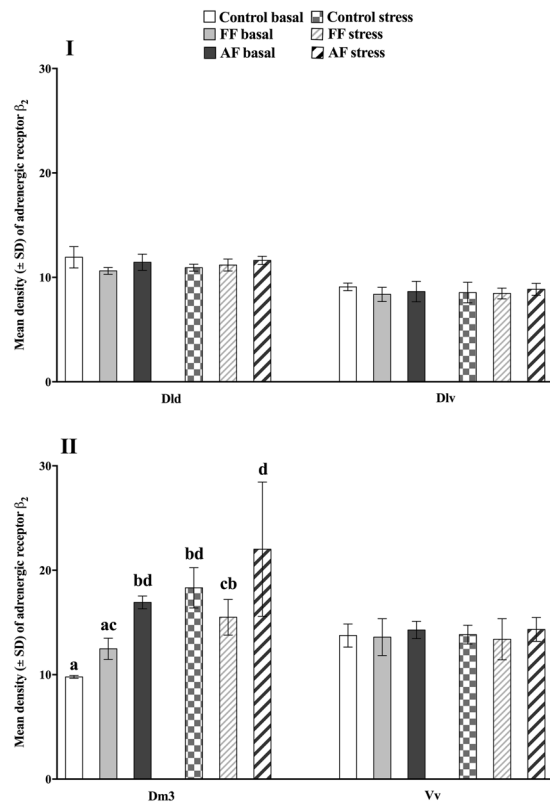 Control basal Control stress
FF basal FF stress
AF basal AF stress
I
Mean density (± SD) of adrenergic receptor β₂
30
20
10
0
Dld Dlv
II
Mean density (± SD) of adrenergic receptor β₂
30
20
10
0
a
ac
bd
bd
cb
d
Dm3 Vv